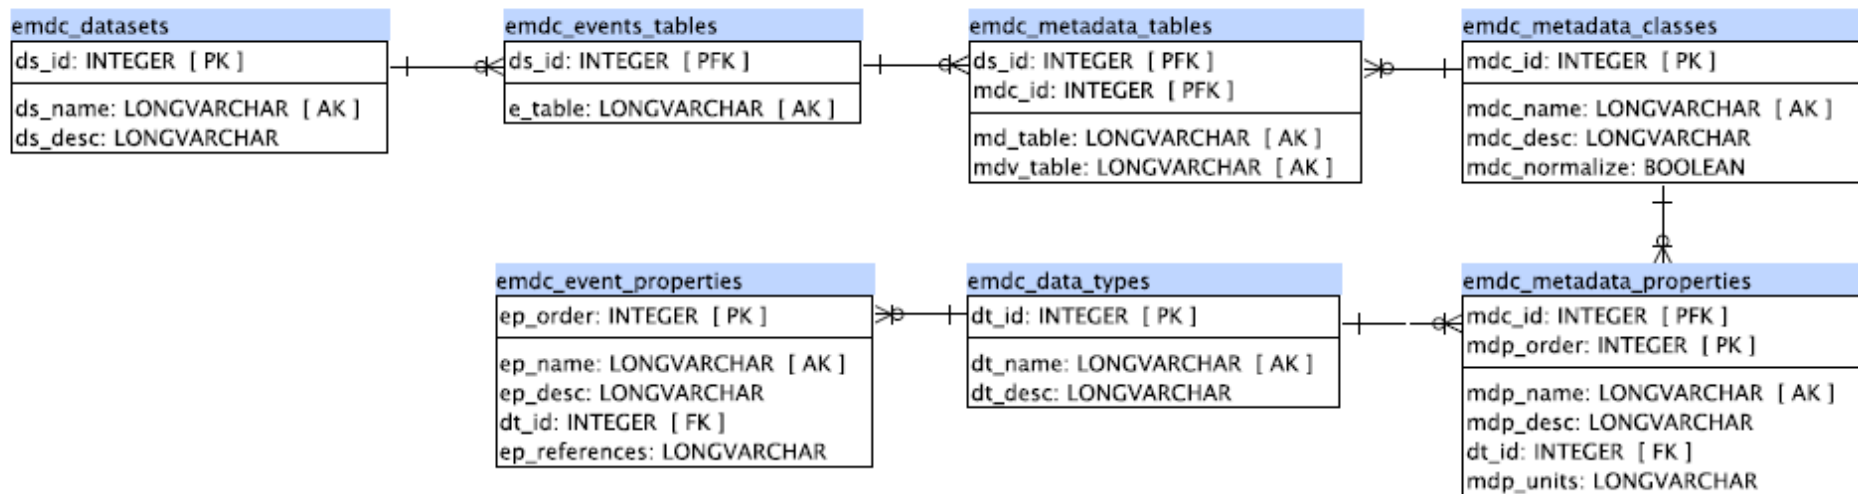 emdc_datasets
ds_id: INTEGER [ PK ]
ds_name: LONGVARCHAR [ AK ]
ds_desc: LONGVARCHAR
emdc_events_tables
ds_id: INTEGER [ PFK ]
e_table: LONGVARCHAR [ AK ]
emdc_metadata_tables
ds_id: INTEGER [ PFK ]
mdc_id: INTEGER [ PFK ]
md_table: LONGVARCHAR [ AK ]
mdv_table: LONGVARCHAR [ AK ]
emdc_metadata_classes
mdc_id: INTEGER [ PK ]
mdc_name: LONGVARCHAR [ AK ]
mdc_desc: LONGVARCHAR
mdc_normalize: BOOLEAN
emdc_event_properties
ep_order: INTEGER [ PK ]
ep_name: LONGVARCHAR [ AK ]
ep_desc: LONGVARCHAR
dt_id: INTEGER [ FK ]
ep_references: LONGVARCHAR
emdc_data_types
dt_id: INTEGER [ PK ]
dt_name: LONGVARCHAR [ AK ]
dt_desc: LONGVARCHAR
emdc_metadata_properties
mdc_id: INTEGER [ PFK ]
mdp_order: INTEGER [ PK ]
mdp_name: LONGVARCHAR [ AK ]
mdp_desc: LONGVARCHAR
dt_id: INTEGER [ FK ]
mdp_units: LONGVARCHAR